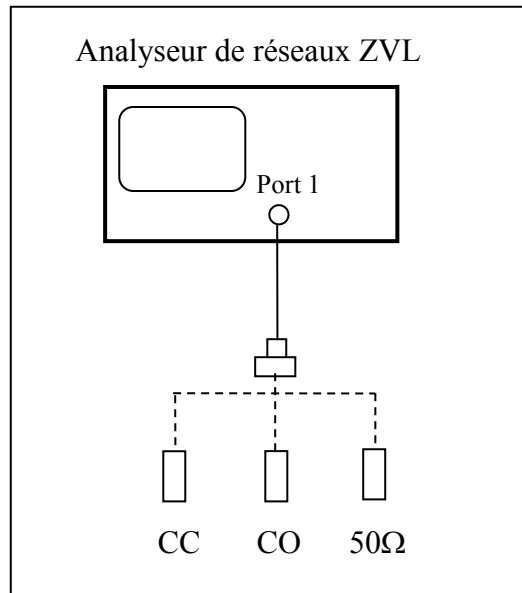 Analyseur de réseaux ZVL
Port 1
CC CO 50Ω